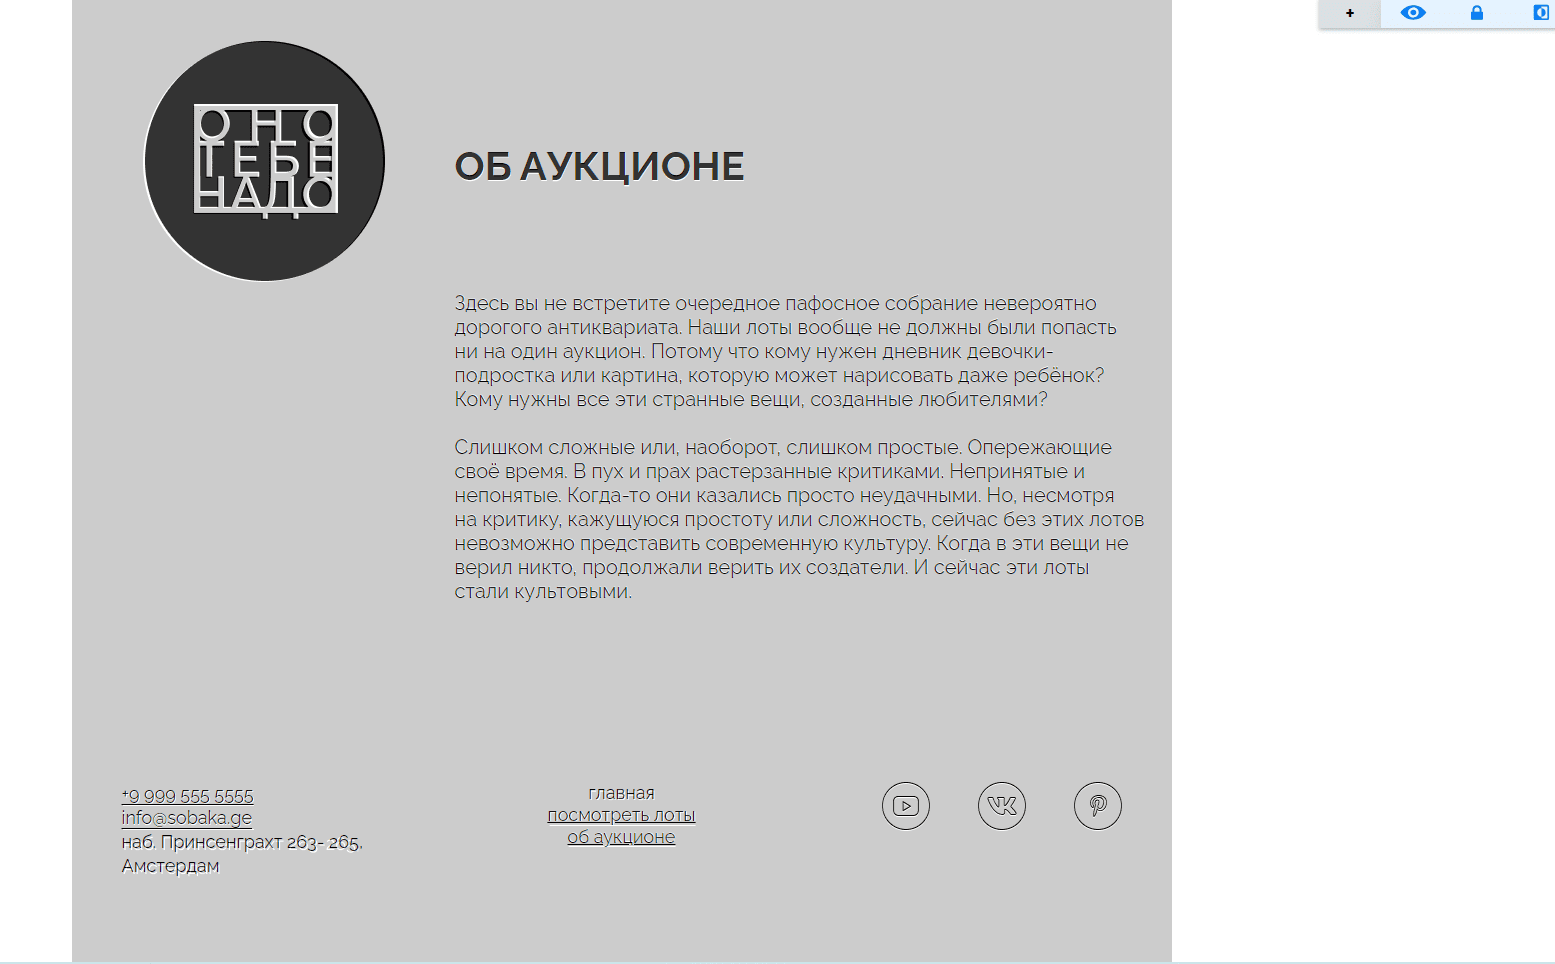 ОНО
ТЕБЕ
НАДО
ОБ АУКЦИОНЕ
Здесь вы не встретите очередное пафосное собрание невероятно
дорогого антиквариата. Наши лоты вообще не должны были попасть
ни на один аукцион. Потому что кому нужен дневник девочки-
подростка или картина, которую может нарисовать даже ребёнок?
Кому нужны все эти странные вещи, созданные любителями?
Слишком сложные или, наоборот, слишком простые. Опережающие
своё время. В пух и прах растерзанные критиками. Непринятые и
непонятые. Когда-то они казались просто неудачными. Но, несмотря
на критику, кажущуюся простоту или сложность, сейчас без этих лотов
невозможно представить современную культуру. Когда в эти вещи не
верил никто, продолжали верить их создатели. И сейчас эти лоты
стали культовыми.
+9 999 555 5555
info@sobaka.ge
наб. Принсенграхт 263- 265,
Амстердам
главная
посмотреть лоты
об аукционе